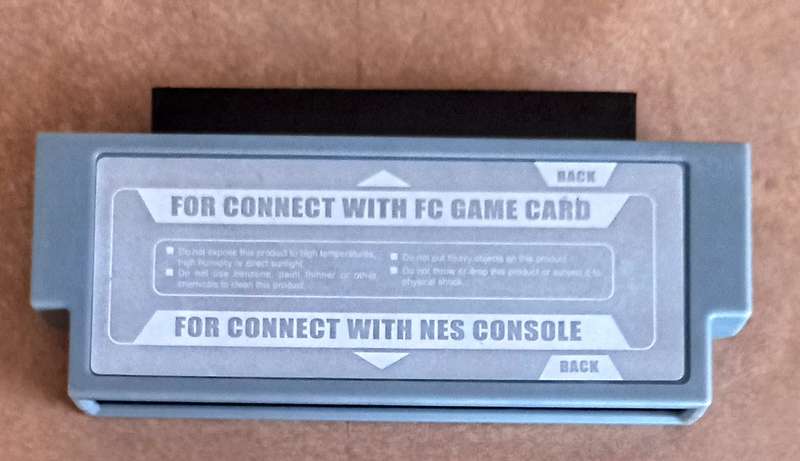 BACK
FOR CONNECT WITH FC GAME CARD
Do not expose this product to high temperatures,
high humidity or direct sunlight.
Do not use benzene, paint thinner or other
chemicals to clean this product.
Do not put heavy objects on this product.
Do not throw or drop this product or subject it to
physical shock.
FOR CONNECT WITH NES CONSOLE
BACK